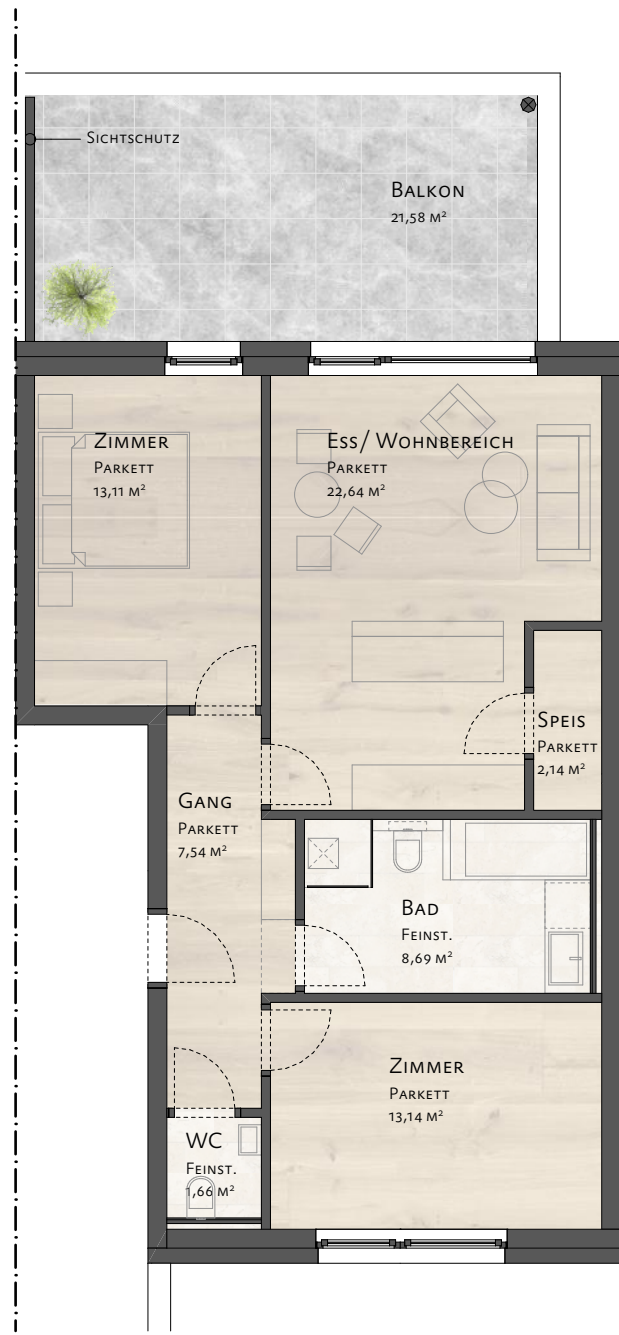 SICHTSCHUTZ
BALKON
21,58 M²
ZIMMER
PARKETT
13,11 M²
ESS/ WOHNBEREICH
PARKETT
22,64 M²
SPEIS
PARKETT
2,14 M²
GANG
PARKETT
7,54 M²
BAD
FEINST.
8,69 M²
ZIMMER
PARKETT
13,14 M²
WC
FEINST.
1,66 M²